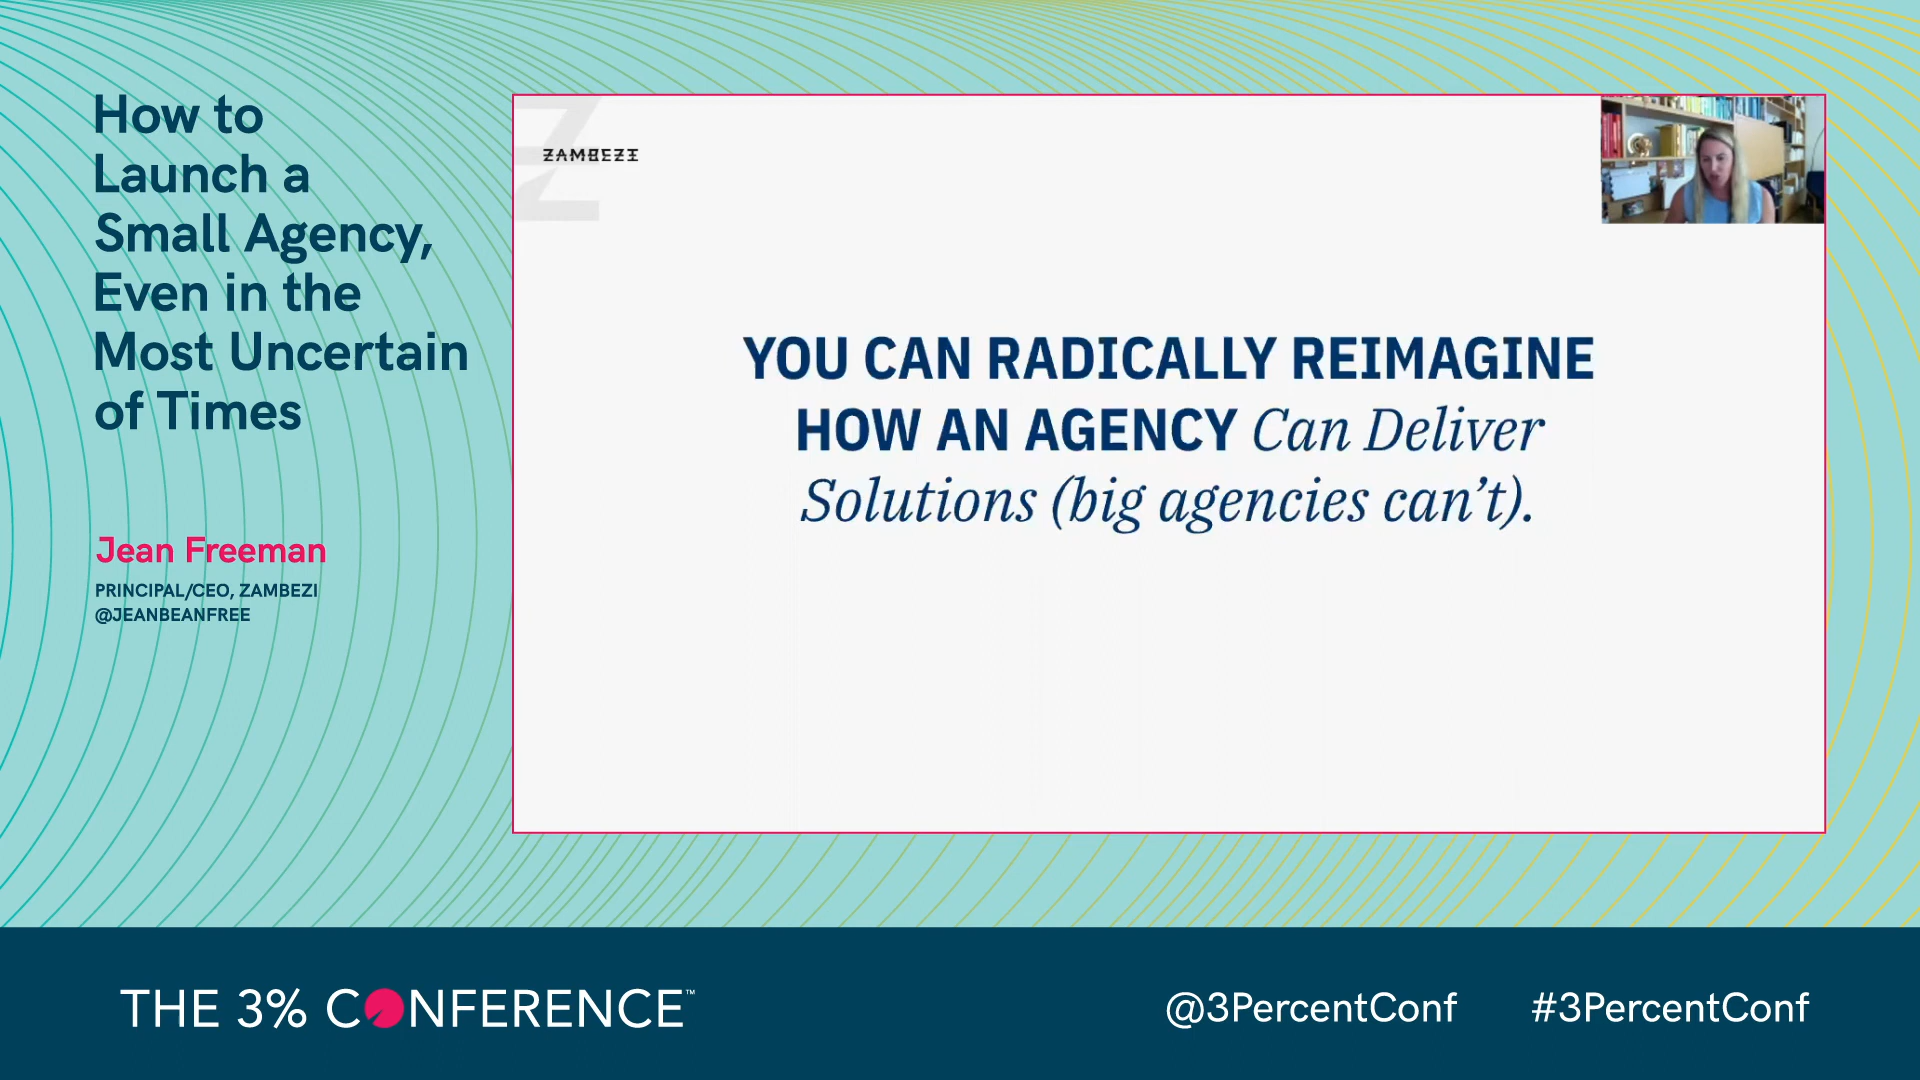 How to
Launch a
Small Agency,
Even in the
Most Uncertain
of Times
Jean Freeman
PRINCIPAL/CEO, ZAMBEZI
@JEANBEANFREE
ZAMBEZI
YOU CAN RADICALLY REIMAGINE
HOW AN AGENCY Can Deliver
Solutions (big agencies can’t).
THE 3% CONFERENCE™
@3PercentConf
#3PercentConf